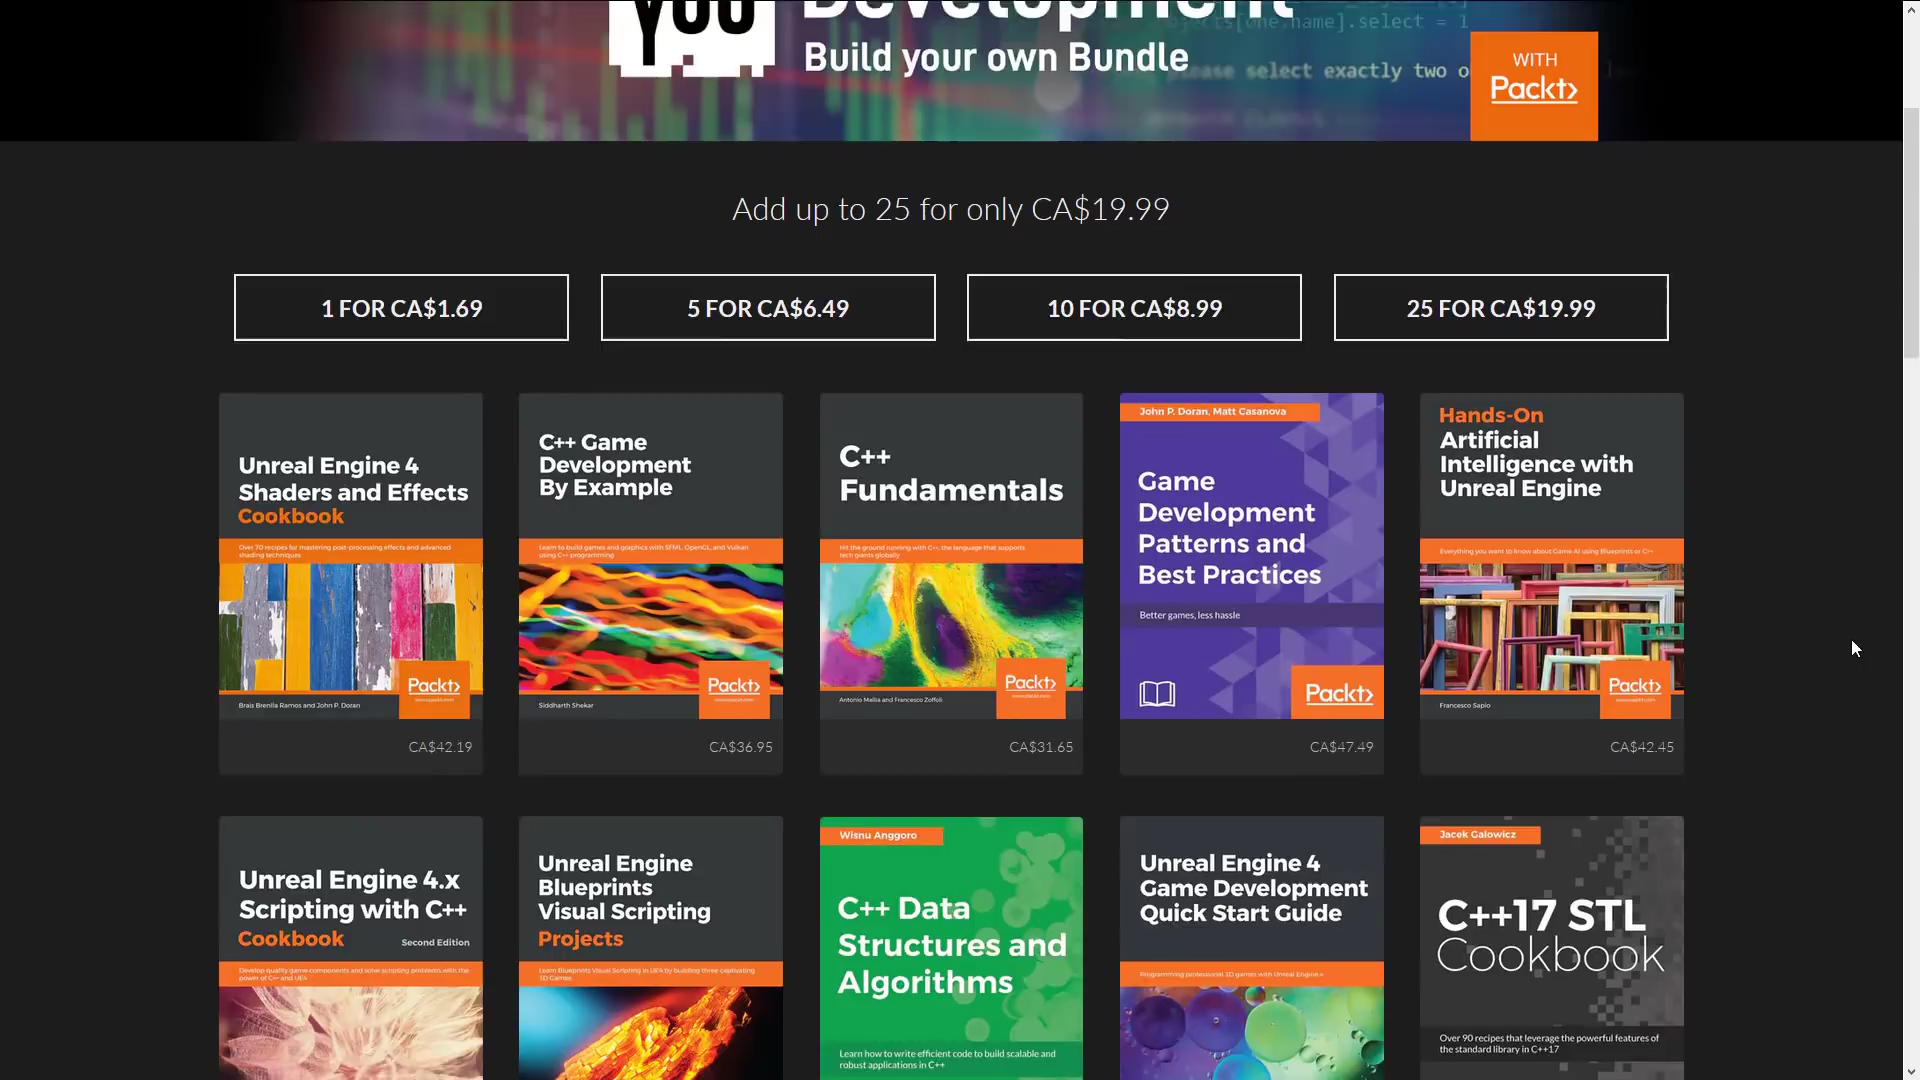 YOU
Development
Build your own Bundle
objects[one.name].select = 1
please select exactly two o
WITH
Packt>
Add up to 25 for only CA$19.99
1 FOR CA$1.69
5 FOR CA$6.49
10 FOR CA$8.99
25 FOR CA$19.99
Unreal Engine 4
Shaders and Effects
Cookbook
Over 70 recipes for mastering post-processing effects and advanced
shading techniques
Packt>
Brais Brenlla Ramos and John P. Doran
CA$42.19
C++ Game
Development
By Example
Learn to build games and graphics with SFML, OpenGL, and Vulkan
using C++ programming
Packt>
Siddharth Shekar
CA$36.95
C++
Fundamentals
Hit the ground running with C++, the language that supports
tech giants globally
Packt>
Antonio Mallia and Francesco Zoffoli
CA$31.65
John P. Doran, Matt Casanova
Game
Development
Patterns and
Best Practices
Better games, less hassle
Packt>
CA$47.49
Hands-On
Artificial
Intelligence with
Unreal Engine
Everything you want to know about Game AI using Blueprints or C++
Packt>
Francesco Sapio
CA$42.45
Unreal Engine 4.x
Scripting with C++
Cookbook
Second Edition
Develop quality game components and solve scripting problems with the
power of C++ and UE4
Unreal Engine
Blueprints
Visual Scripting
Projects
Learn Blueprints Visual Scripting in UE4 by building three captivating
3D Games
Wisnu Anggoro
C++ Data
Structures and
Algorithms
Learn how to write efficient code to build scalable and
robust applications in C++
Unreal Engine 4
Game Development
Quick Start Guide
Programming professional 3D games with Unreal Engine 4
Jacek Galowicz
C++17 STL
Cookbook
Over 90 recipes that leverage the powerful features of
the standard library in C++17